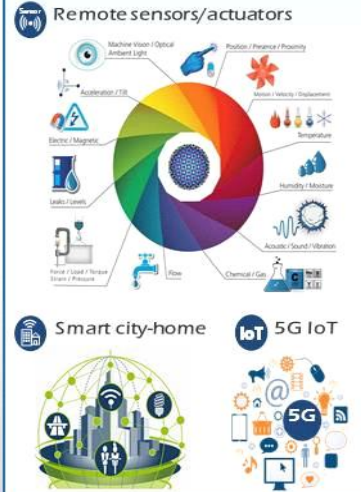 Sensor
Remote sensors/actuators
Machine Vision / Optical
Ambient Light
Position / Presence / Proximity
Acceleration / Tilt
Motion / Velocity / Displacement
Electric / Magnetic
Temperature
Leaks / Levels
Humidity / Moisture
Acoustic / Sound / Vibration
Force / Load / Torque
Strain / Pressure
Flow
Chemical / Gas
Smart city-home
IoT
5G IoT
@
5G